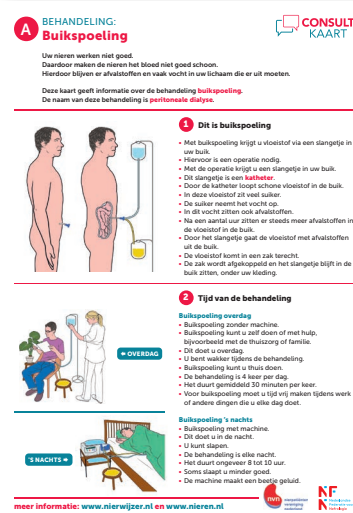 A
BEHANDELING:
Buikspoeling
CONSULT
KAART
Uw nieren werken niet goed.
Daardoor maken de nieren het bloed niet goed schoon.
Hierdoor blijven er afvalstoffen en vaak vocht in uw lichaam die er uit moeten.
Deze kaart geeft informatie over de behandeling buikspoeling.
De naam van deze behandeling is peritoneale dialyse.
1 Dit is buikspoeling
• Met buikspoeling krijgt u vloeistof via een slangetje in
uw buik.
• Hiervoor is een operatie nodig.
• Met de operatie krijgt u een slangetje in uw buik.
• Dit slangetje is een katheter.
• Door de katheter loopt schone vloeistof in de buik.
• In deze vloeistof zit veel suiker.
• De suiker neemt het vocht op.
• In dit vocht zitten ook afvalstoffen.
• Na een aantal uur zitten er steeds meer afvalstoffen in
de vloeistof in de buik.
• Door het slangetje gaat de vloeistof met afvalstoffen
uit de buik.
• De vloeistof komt in een zak terecht.
• De zak wordt afgekoppeld en het slangetje blijft in de
buik zitten, onder uw kleding.
2 Tijd van de behandeling
Buikspoeling overdag
• Buikspoeling zonder machine.
• Buikspoeling kunt u zelf doen of met hulp,
bijvoorbeeld met de thuiszorg of familie.
• Dit doet u overdag.
• U bent wakker tijdens de behandeling.
• Buikspoeling kunt u thuis doen.
• De behandeling is 4 keer per dag.
• Het duurt gemiddeld 30 minuten per keer.
• Voor buikspoeling moet u tijd vrij maken tijdens werk
of andere dingen die u elke dag doet.
OVERDAG
Buikspoeling 's nachts
• Buikspoeling met machine.
• Dit doet u in de nacht.
• U kunt slapen.
• De behandeling is elke nacht.
• Het duurt ongeveer 8 tot 10 uur.
• Soms slaapt u minder goed.
• De machine maakt een beetje geluid.
'S NACHTS
meer informatie: www.nierwijzer.nl en www.nieren.nl
nvn
nierpatiënten
vereniging
nederland
NF
N